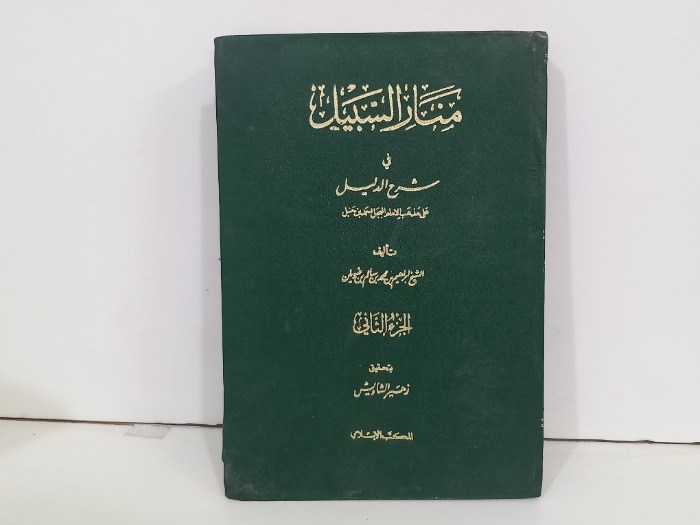 منار السبيل
في
شرح الدليل
على مذهب الإمام المبجل أحمد بن حنبل
تأليف
الشيخ إبراهيم بن محمد بن سالم بن ضويان
الجزء الثاني
بتحقيق
زهير الشاويش
المكتب الإسلامي